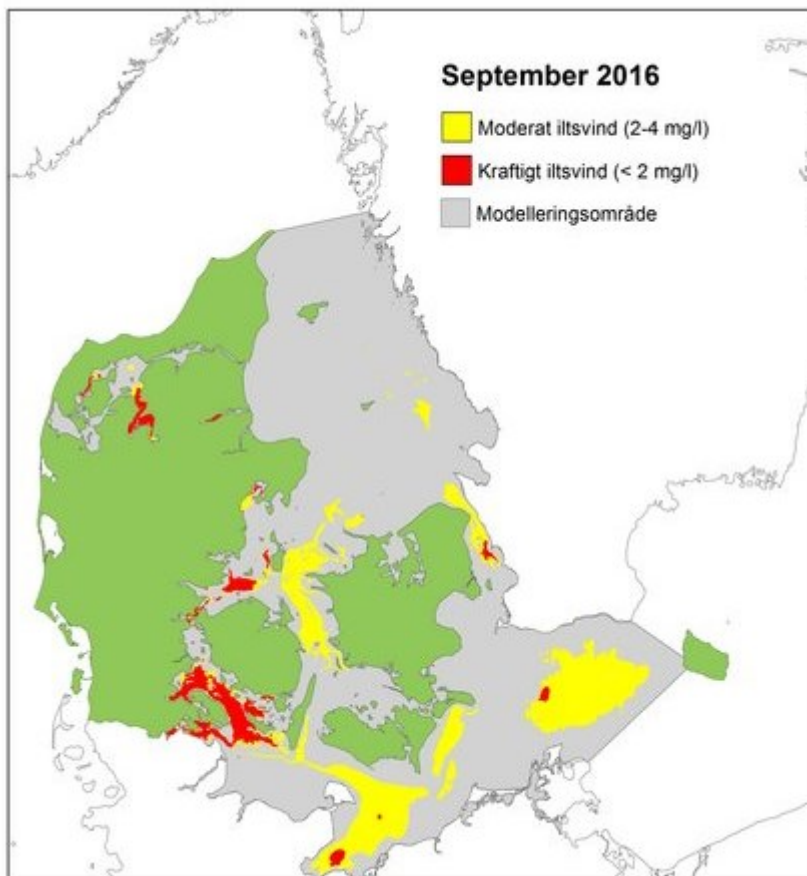 September 2016
Moderat iltsvind (2-4 mg/l)
Kraftigt iltsvind (< 2 mg/l)
Modelleringsområde